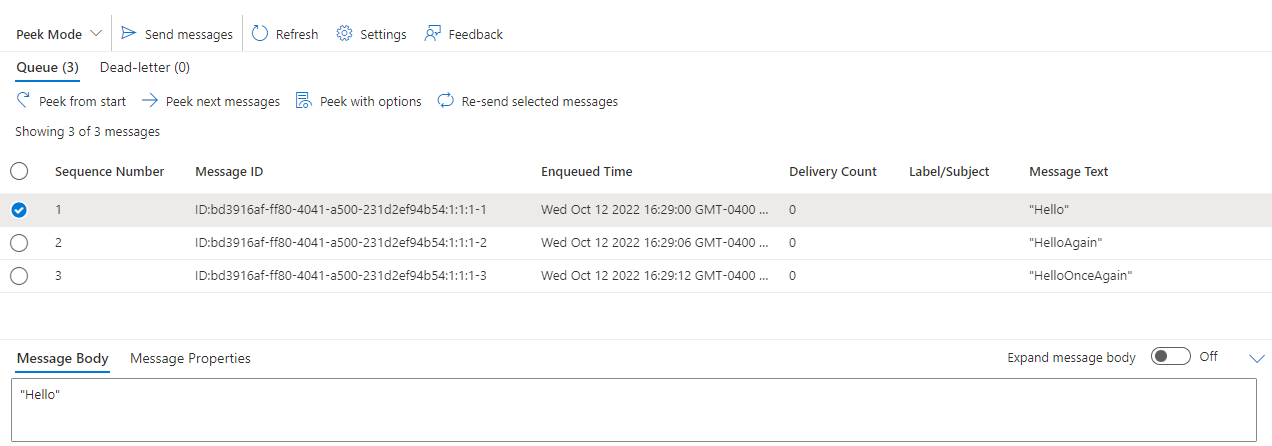 Peek Mode Send messages Refresh Settings Feedback
Queue (3) Dead-letter (0)
Peek from start Peek next messages Peek with options Re-send selected messages
Showing 3 of 3 messages
Sequence Number Message ID Enqueued Time Delivery Count Label/Subject Message Text
1 ID:bd3916af-ff80-4041-a500-231d2ef94b54:1:1:1-1 Wed Oct 12 2022 16:29:00 GMT-0400 ... 0 "Hello"
2 ID:bd3916af-ff80-4041-a500-231d2ef94b54:1:1:1-2 Wed Oct 12 2022 16:29:06 GMT-0400 ... 0 "HelloAgain"
3 ID:bd3916af-ff80-4041-a500-231d2ef94b54:1:1:1-3 Wed Oct 12 2022 16:29:12 GMT-0400 ... 0 "HelloOnceAgain"
Message Body Message Properties Expand message body Off
"Hello"